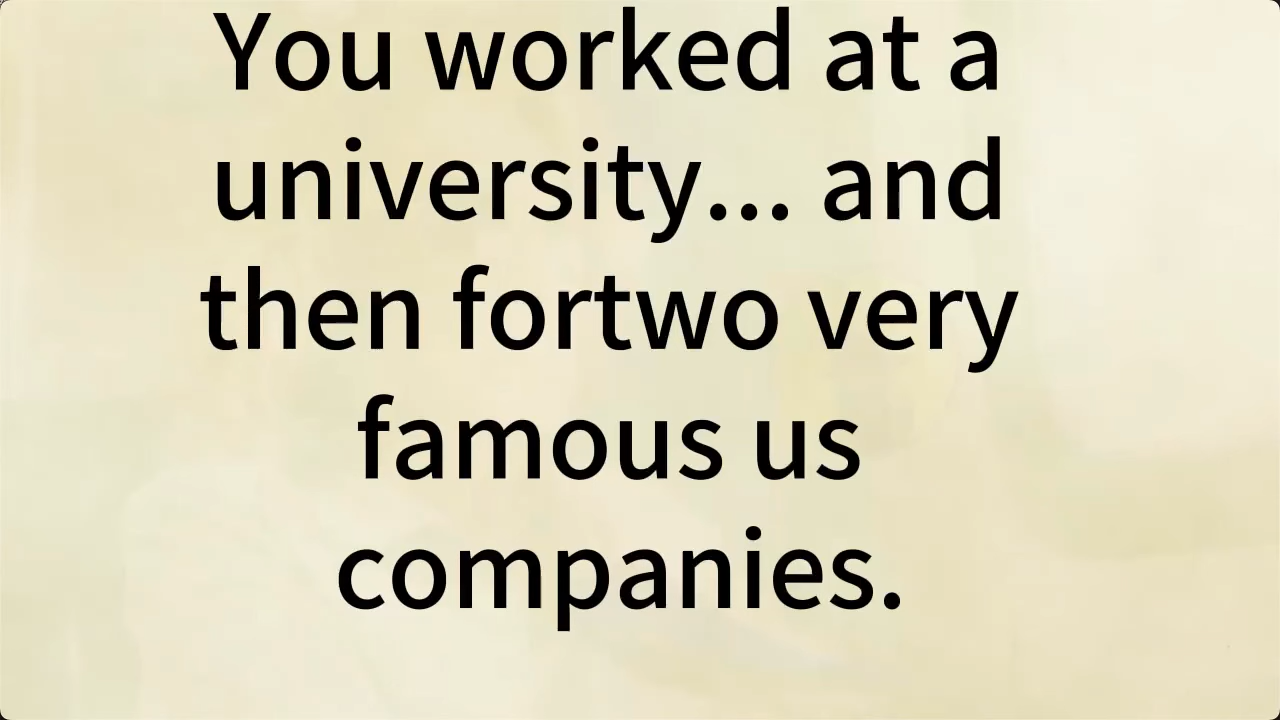 You worked at a
university... and
then fortwo very
famous us
companies.